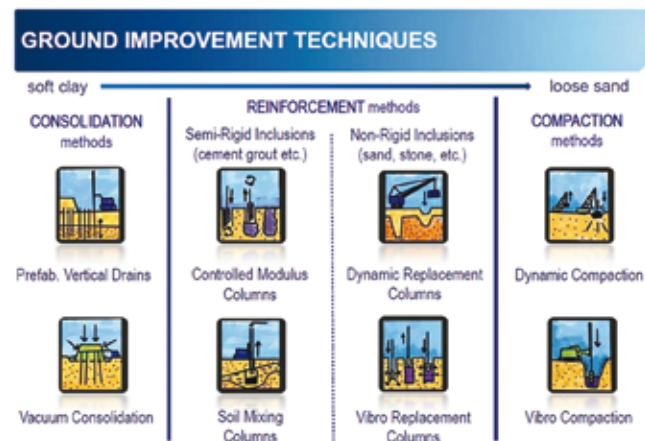 GROUND IMPROVEMENT TECHNIQUES
soft clay
loose sand
CONSOLIDATION
methods
REINFORCEMENT methods
Semi-Rigid Inclusions
(cement grout etc.)
Non-Rigid Inclusions
(sand, stone, etc.)
COMPACTION
methods
Prefab. Vertical Drains
Controlled Modulus
Columns
Dynamic Replacement
Columns
Dynamic Compaction
Vacuum Consolidation
Soil Mixing
Columns
Vibro Replacement
Columns
Vibro Compaction